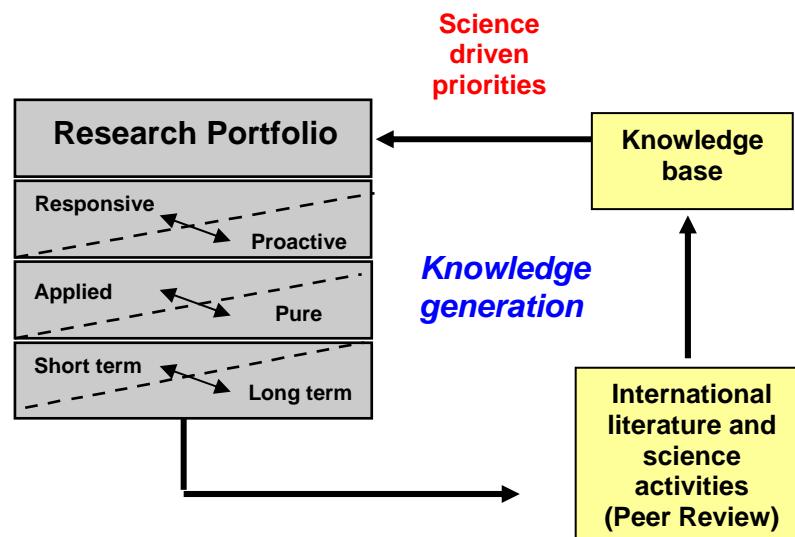 Science
driven
priorities
Research Portfolio
Knowledge
base
Responsive
Proactive
Knowledge
generation
Applied
Pure
Short term
Long term
International
literature and
science
activities
(Peer Review)